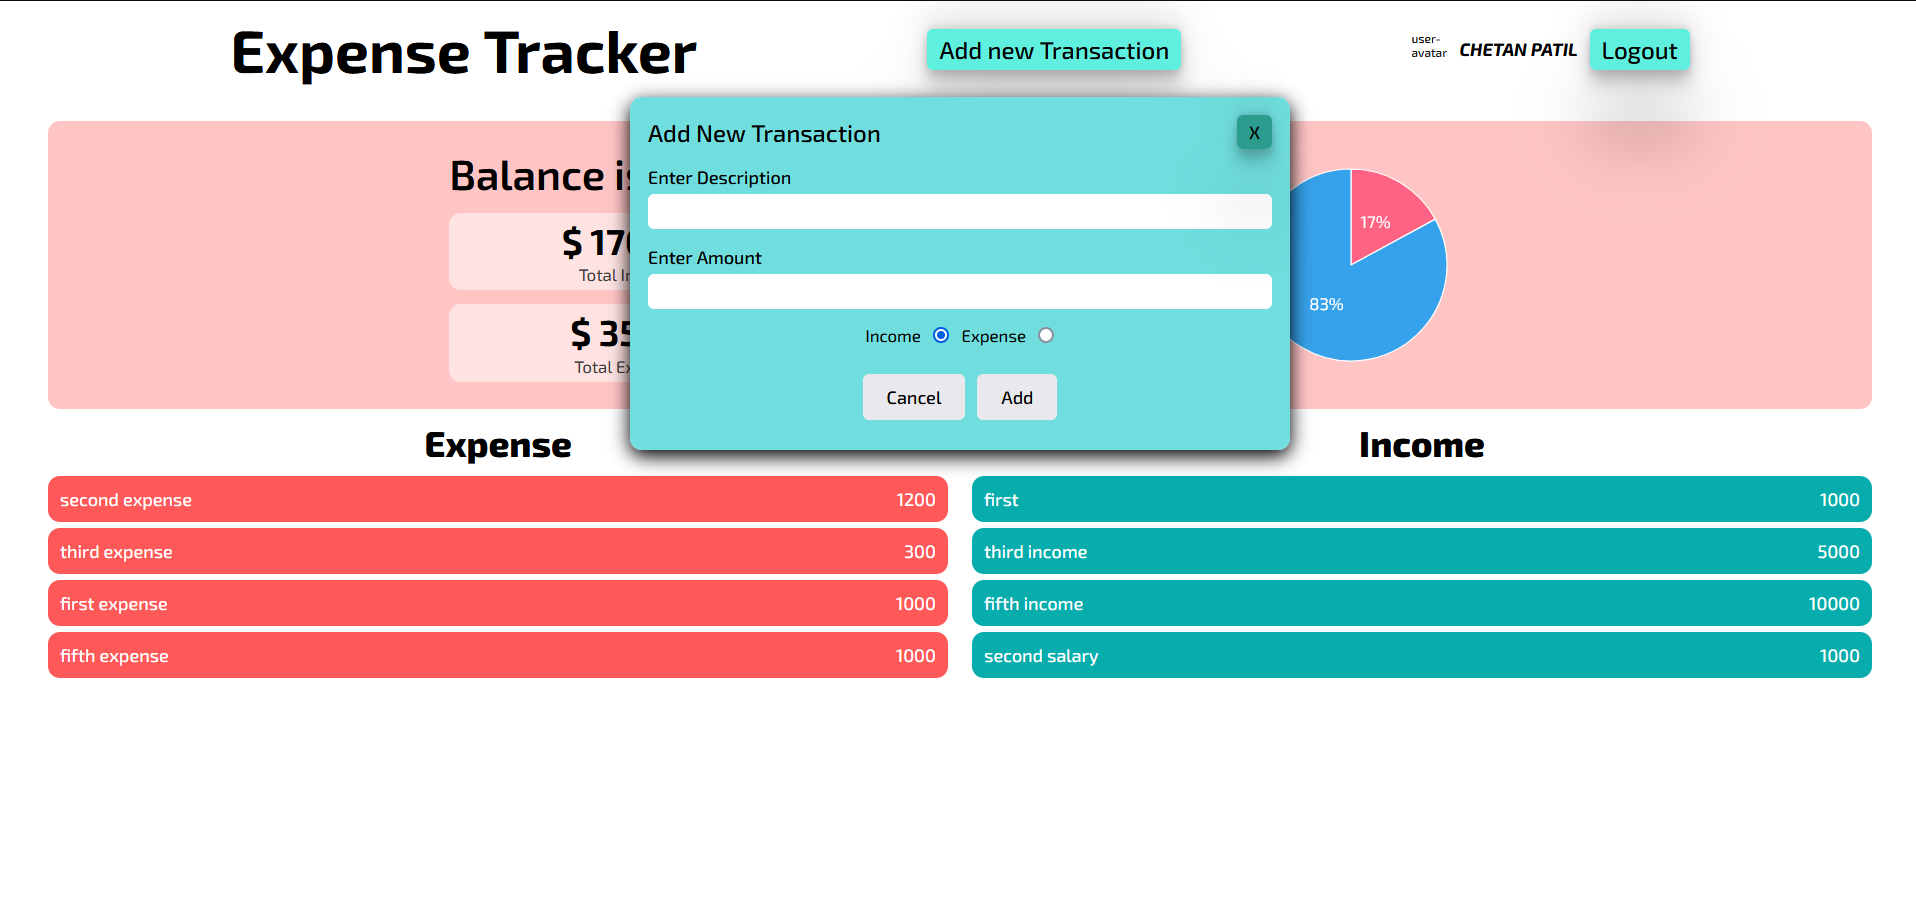 Expense Tracker
Add new Transaction
user-
avatar
CHETAN PATIL
Logout
Add New Transaction
X
Enter Description
Enter Amount
Income
Expense
Cancel
Add
Balance
$ 17
Total
$ 35
Total
17%
83%
Expense
second expense 1200
third expense 300
first expense 1000
fifth expense 1000
Income
first 1000
third income 5000
fifth income 10000
second salary 1000